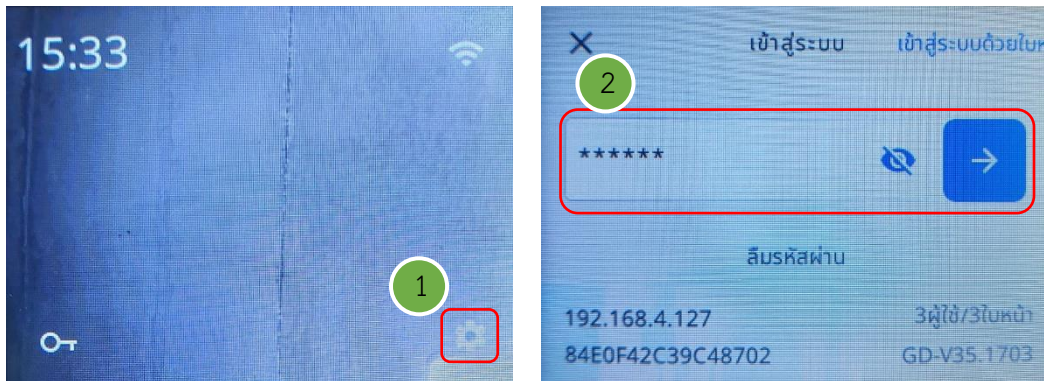 15:33
1
เข้าสู่ระบบ
เข้าสู่ระบบด้วยใบห
2
******
ลืมรหัสผ่าน
192.168.4.127
3ผู้ใช้/3ใบหน้า
84E0F42C39C48702
GD-V35.1703